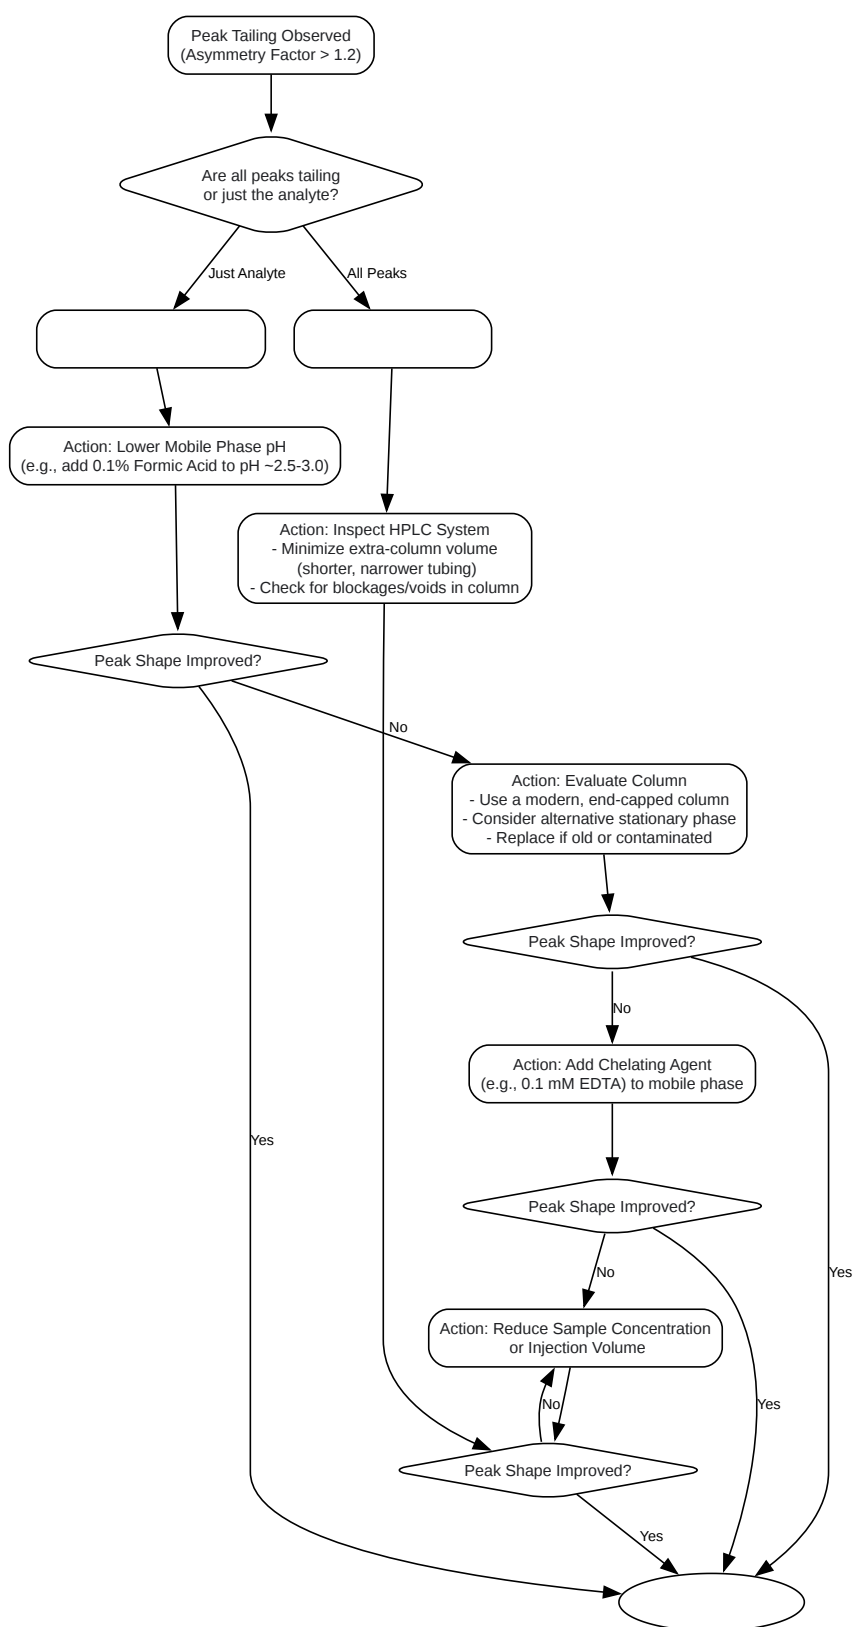 Peak Tailing Observed
(Asymmetry Factor > 1.2)
Are all peaks tailing
or just the analyte?
Just Analyte
All Peaks
Action: Lower Mobile Phase pH
(e.g., add 0.1% Formic Acid to pH ~2.5-3.0)
Action: Inspect HPLC System
- Minimize extra-column volume
(shorter, narrower tubing)
- Check for blockages/voids in column
Peak Shape Improved?
No
Action: Evaluate Column
- Use a modern, end-capped column
- Consider alternative stationary phase
- Replace if old or contaminated
Peak Shape Improved?
No
Action: Add Chelating Agent
(e.g., 0.1 mM EDTA) to mobile phase
Yes
Peak Shape Improved?
No
Yes
Action: Reduce Sample Concentration
or Injection Volume
No
Yes
Peak Shape Improved?
Yes